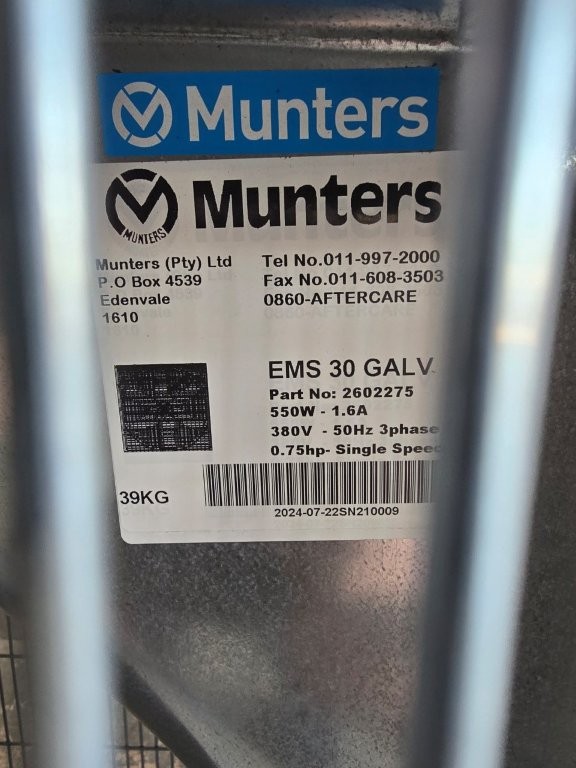 Munters
Munters
MUNTERS
Munters (Pty) Ltd
P.O Box 4539
Edenvale
1610
Tel No.011-997-2000
Fax No.011-608-3503
0860-AFTERCARE
EMS 30 GALV.
Part No: 2602275
550W - 1.6A
380V - 50Hz 3phase
0.75hp- Single Speed
39KG
2024-07-22SN210009